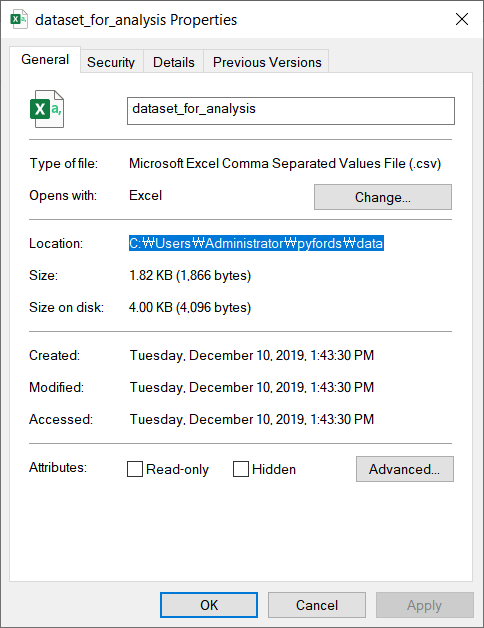 dataset_for_analysis Properties
General Security Details Previous Versions
X a,
dataset_for_analysis
Type of file: Microsoft Excel Comma Separated Values File (.csv)
Opens with: Excel Change...
Location: C:₩Users₩Administrator₩pyfords₩data
Size: 1.82 KB (1,866 bytes)
Size on disk: 4.00 KB (4,096 bytes)
Created: Tuesday, December 10, 2019, 1:43:30 PM
Modified: Tuesday, December 10, 2019, 1:43:30 PM
Accessed: Tuesday, December 10, 2019, 1:43:30 PM
Attributes: Read-only Hidden Advanced...
OK Cancel Apply